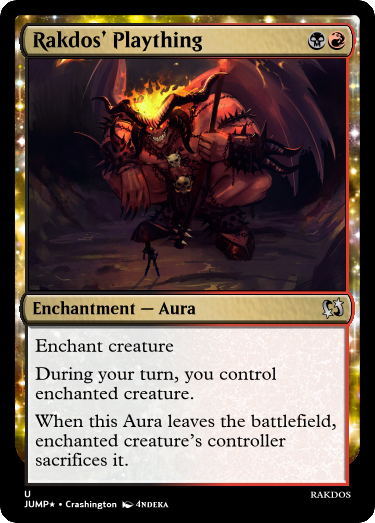 Rakdos' Plaything
Enchantment — Aura
Enchant creature
During your turn, you control
enchanted creature.
When this Aura leaves the battlefield,
enchanted creature's controller
sacrifices it.
U
RAKDOS
JUMP★ • Crashington 4NDEKA